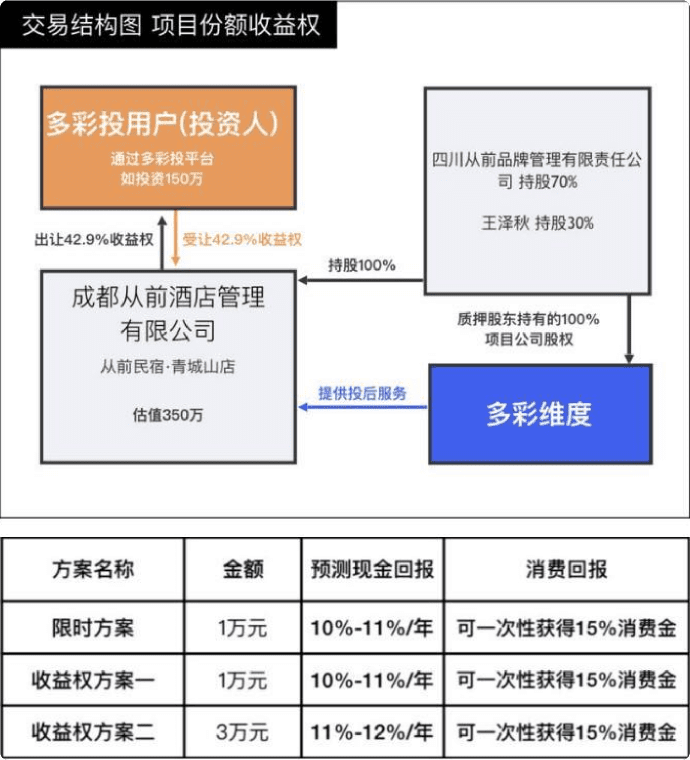 交易结构图 项目份额收益权
多彩投用户(投资人)
通过多彩投平台
如投资150万
四川从前品牌管理有限责任公
司 持股70%
王泽秋 持股30%
出让42.9%收益权
受让42.9%收益权
持股100%
成都从前酒店管理
有限公司
从前民宿·青城山店
估值350万
质押股东持有的100%
项目公司股权
提供投后服务
多彩维度
方案名称 金额 预测现金回报 消费回报
限时方案 1万元 10%-11%/年 可一次性获得15%消费金
收益权方案一 1万元 10%-11%/年 可一次性获得15%消费金
收益权方案二 3万元 11%-12%/年 可一次性获得15%消费金